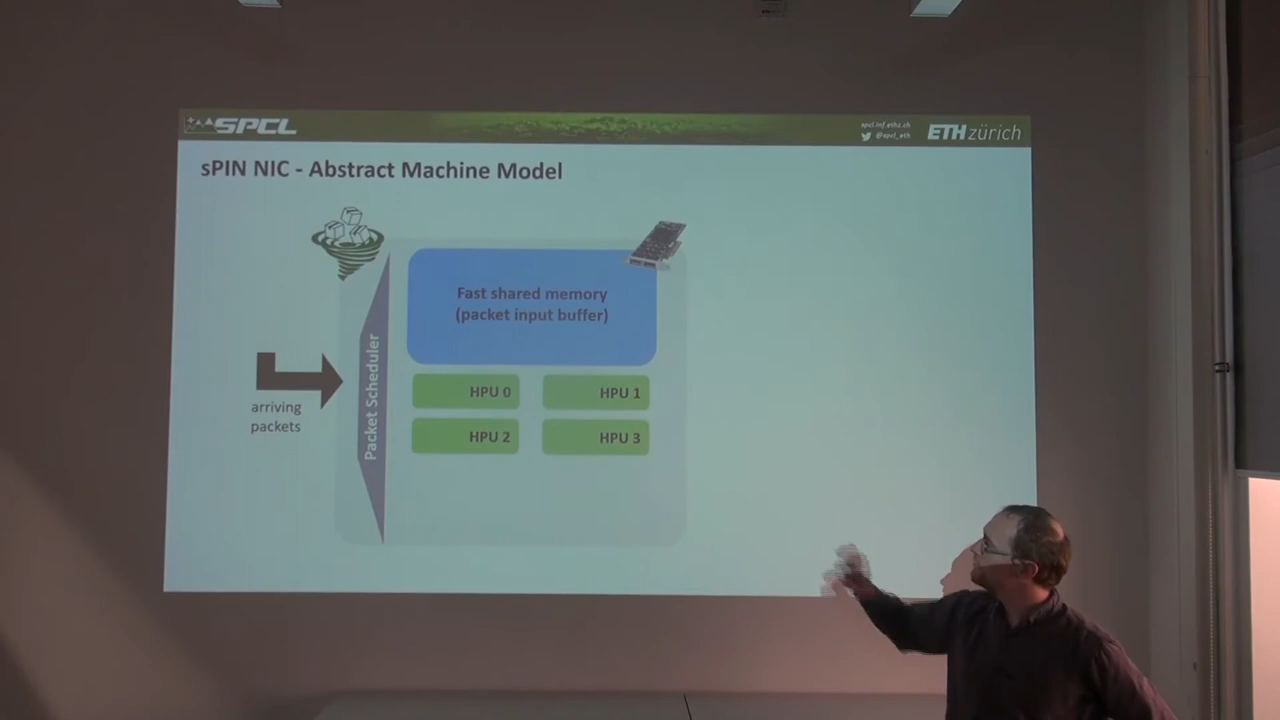 SPCL
spcl.inf.ethz.ch
@spcl_eth
ETH zürich
sPIN NIC - Abstract Machine Model
Fast shared memory
(packet input buffer)
Packet Scheduler
arriving
packets
HPU 0
HPU 1
HPU 2
HPU 3